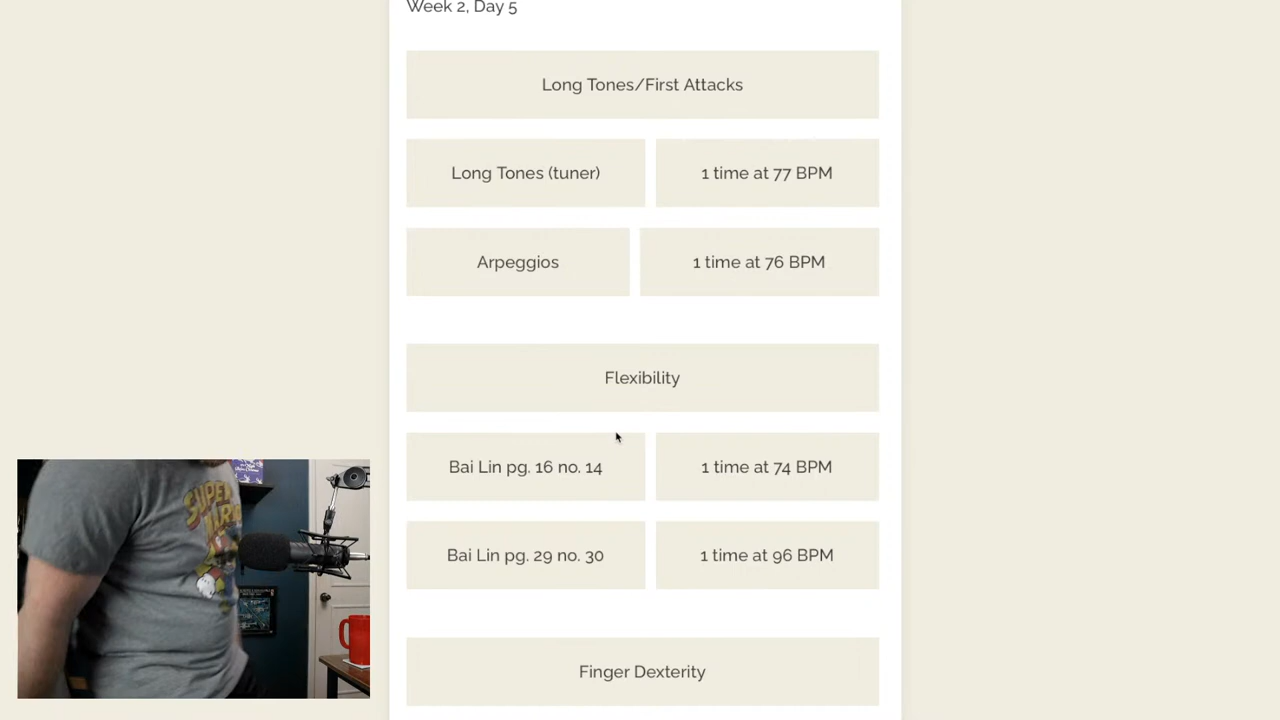 Week 2, Day 5
Long Tones/First Attacks
Long Tones (tuner)
1 time at 77 BPM
Arpeggios
1 time at 76 BPM
Flexibility
Bai Lin pg. 16 no. 14
1 time at 74 BPM
Bai Lin pg. 29 no. 30
1 time at 96 BPM
Finger Dexterity
SUPER
MARIO